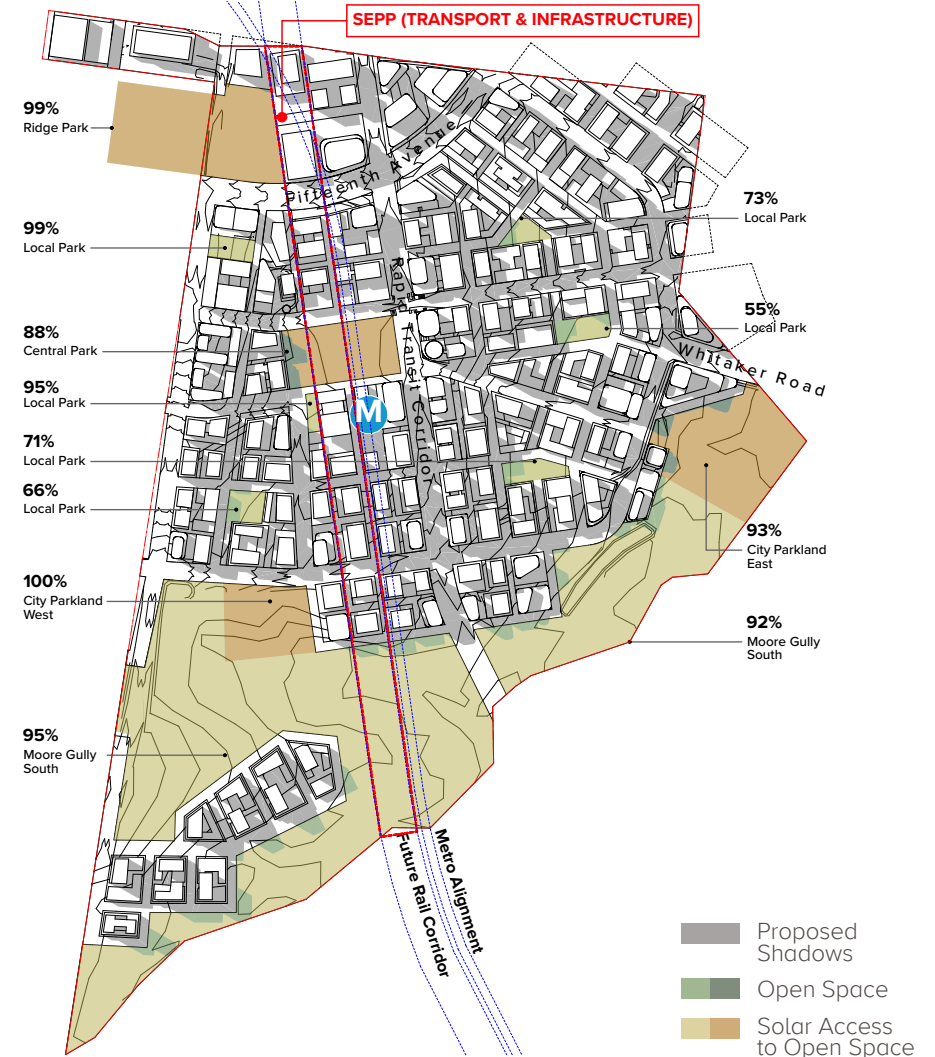 SEPP (TRANSPORT & INFRASTRUCTURE)
99%
Ridge Park
Fifteenth Avenue
73%
Local Park
99%
Local Park
Rapid Transit Corridor
55%
Local Park
88%
Central Park
Whitaker Road
95%
Local Park
M
71%
Local Park
66%
Local Park
93%
City Parkland
East
100%
City Parkland
West
92%
Moore Gully
South
95%
Moore Gully
South
Future Rail Corridor
Metro Alignment
Proposed
Shadows
Open Space
Solar Access
to Open Space